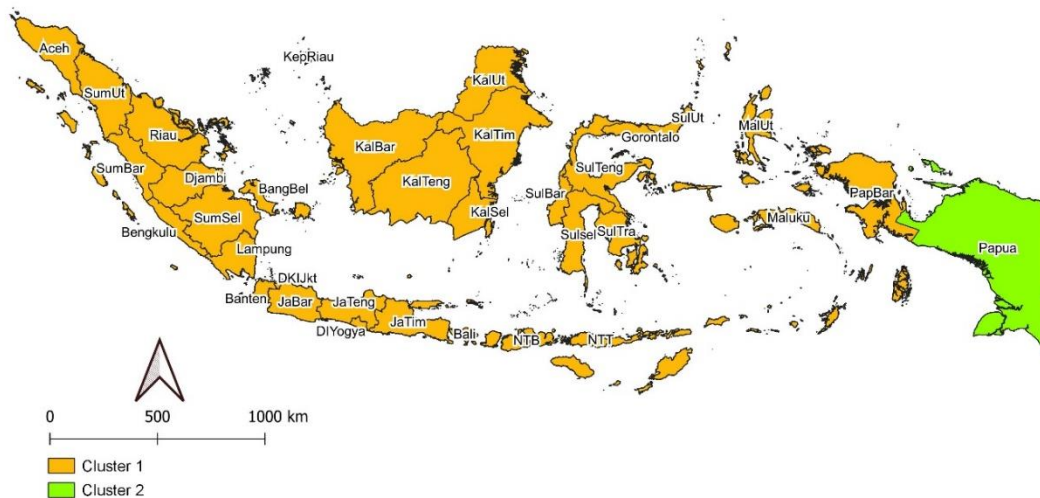 Aceh
KepRiau
SumUt
KalUt
Riau
KalTim
SulUt
MalUt
Gorontalo
KalBar
SumBar
SulTeng
Djambi
BangBel
KalTeng
SulBar
PapBar
SumSel
KalSel
Maluku
Bengkulu
Sulsel
SulTra
Lampung
Papua
DKIJkt
Banten
JaBar
JaTeng
DIYogya
JaTim
Bali
NTB
NTT
0 500 1000 km
Cluster 1
Cluster 2